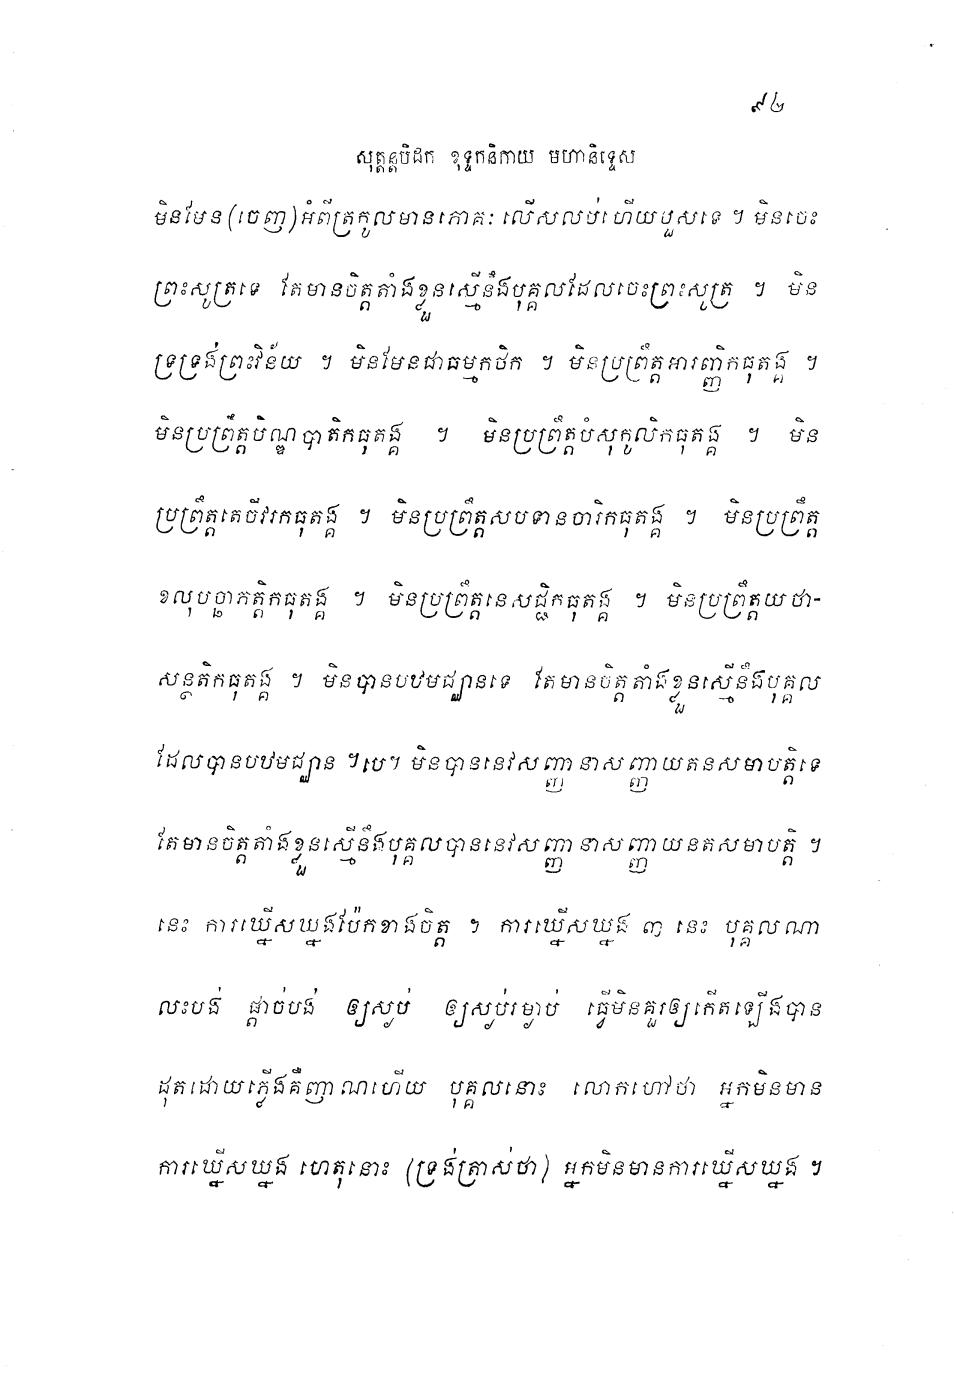 ៩៤
សុត្តន្តបិដក ខុទ្ទកនិកាយ មហានិទ្ទេស
មិនមែន(ចេញ)អំពីត្រកូលមានភោគៈ លើសលប់ហើយបួសទេ ។ មិនចេះ
ព្រះសូត្រទេ តែមានចិត្តតាំងខ្លួនស្មើនឹងបុគ្គលដែលចេះព្រះសូត្រ ។ មិន
ទ្រទ្រង់ព្រះវិន័យ ។ មិនមែនជាធម្មកថិក ។ មិនប្រព្រឹត្តអារញ្ញិកធុតង្គ ។
មិនប្រព្រឹត្តបិណ្ឌបាតិកធុតង្គ ។ មិនប្រព្រឹត្តបំសុកូលិកធុតង្គ ។ មិន
ប្រព្រឹត្តតេចីវរកធុតង្គ ។ មិនប្រព្រឹត្តសបទានចារិកធុតង្គ ។ មិនប្រព្រឹត្ត
ខលុបច្ឆាភត្តិកធុតង្គ ។ មិនប្រព្រឹត្តនេសជ្ជិកធុតង្គ ។ មិនប្រព្រឹត្តយថា-
សន្ថតិកធុតង្គ ។ មិនបានបឋមជ្ឈានទេ តែមានចិត្តតាំងខ្លួនស្មើនឹងបុគ្គល
ដែលបានបឋមជ្ឈាន ។បេ។ មិនបាននេវសញ្ញានាសញ្ញាយតនសមាបត្តិទេ
តែមានចិត្តតាំងខ្លួនស្មើនឹងបុគ្គលបាននេវសញ្ញានាសញ្ញាយនតសមាបត្តិ ។
នេះ ការឃ្នើសឃ្នងប៉ែកខាងចិត្ត ។ ការឃ្នើសឃ្នង ៣ នេះ បុគ្គលណា
លះបង់ ផ្តាច់បង់ ឲ្យស្ងប់ ឲ្យស្ងប់រម្ងាប់ ធ្វើមិនគួរឲ្យកើតឡើងបាន
ដុតដោយភ្លើងគឺញាណហើយ បុគ្គលនោះ លោកហៅថា អ្នកមិនមាន
ការឃ្នើសឃ្នង ហេតុនោះ (ទ្រង់ត្រាស់ថា) អ្នកមិនមានការឃ្នើសឃ្នង ។